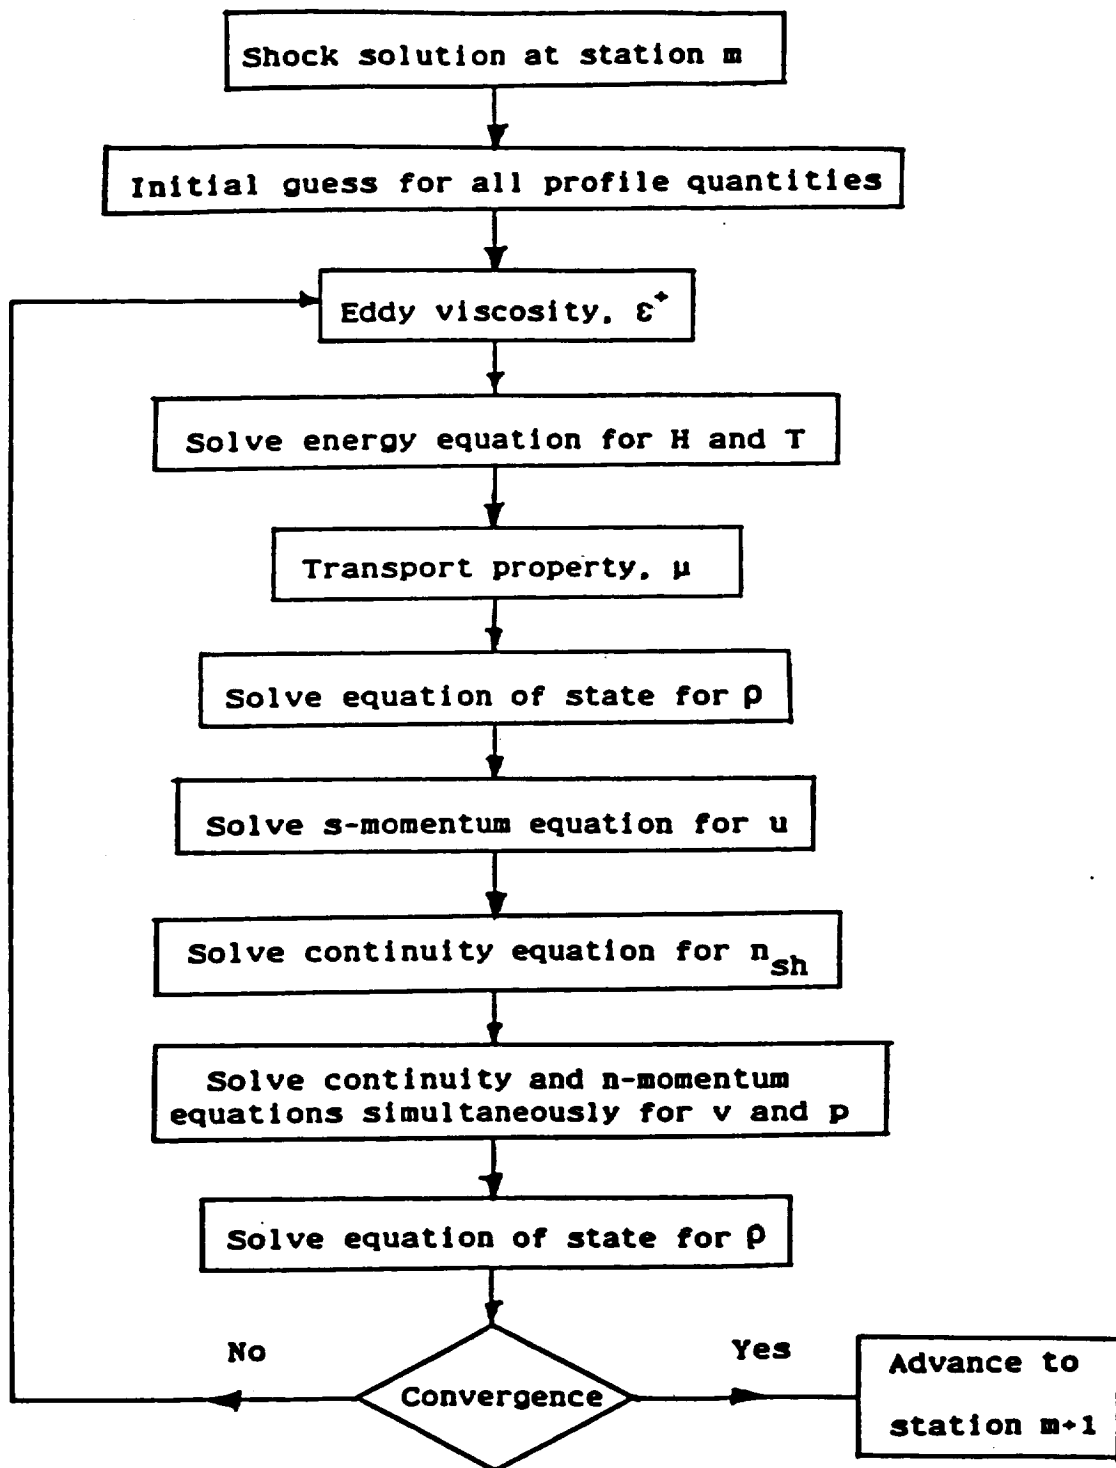 Shock solution at station m
Initial guess for all profile quantities
Eddy viscosity, ε⁺
Solve energy equation for H and T
Transport property, μ
Solve equation of state for ρ
Solve s-momentum equation for u
Solve continuity equation for n_sh
Solve continuity and n-momentum
equations simultaneously for v and p
Solve equation of state for ρ
No
Yes
Convergence
Advance to
station m+1